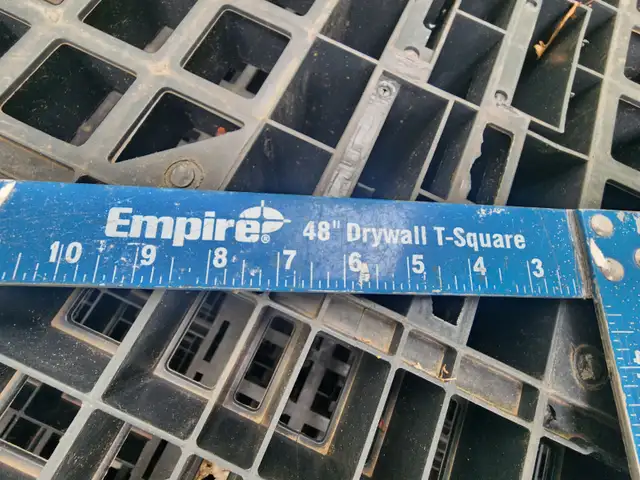 Empire® 48" Drywall T-Square
10 9 8 7 6 5 4 3